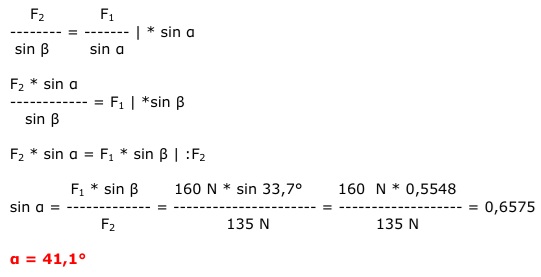 F₂ F₁
-------- = ------- | * sin α
sin β sin α
F₂ * sin α
------------ = F₁ | *sin β
sin β
F₂ * sin α = F₁ * sin β | :F₂
F₁ * sin β 160 N * sin 33,7° 160 N * 0,5548
sin α = ------------- = ---------------------- = ------------------- = 0,6575
F₂ 135 N 135 N
α = 41,1°